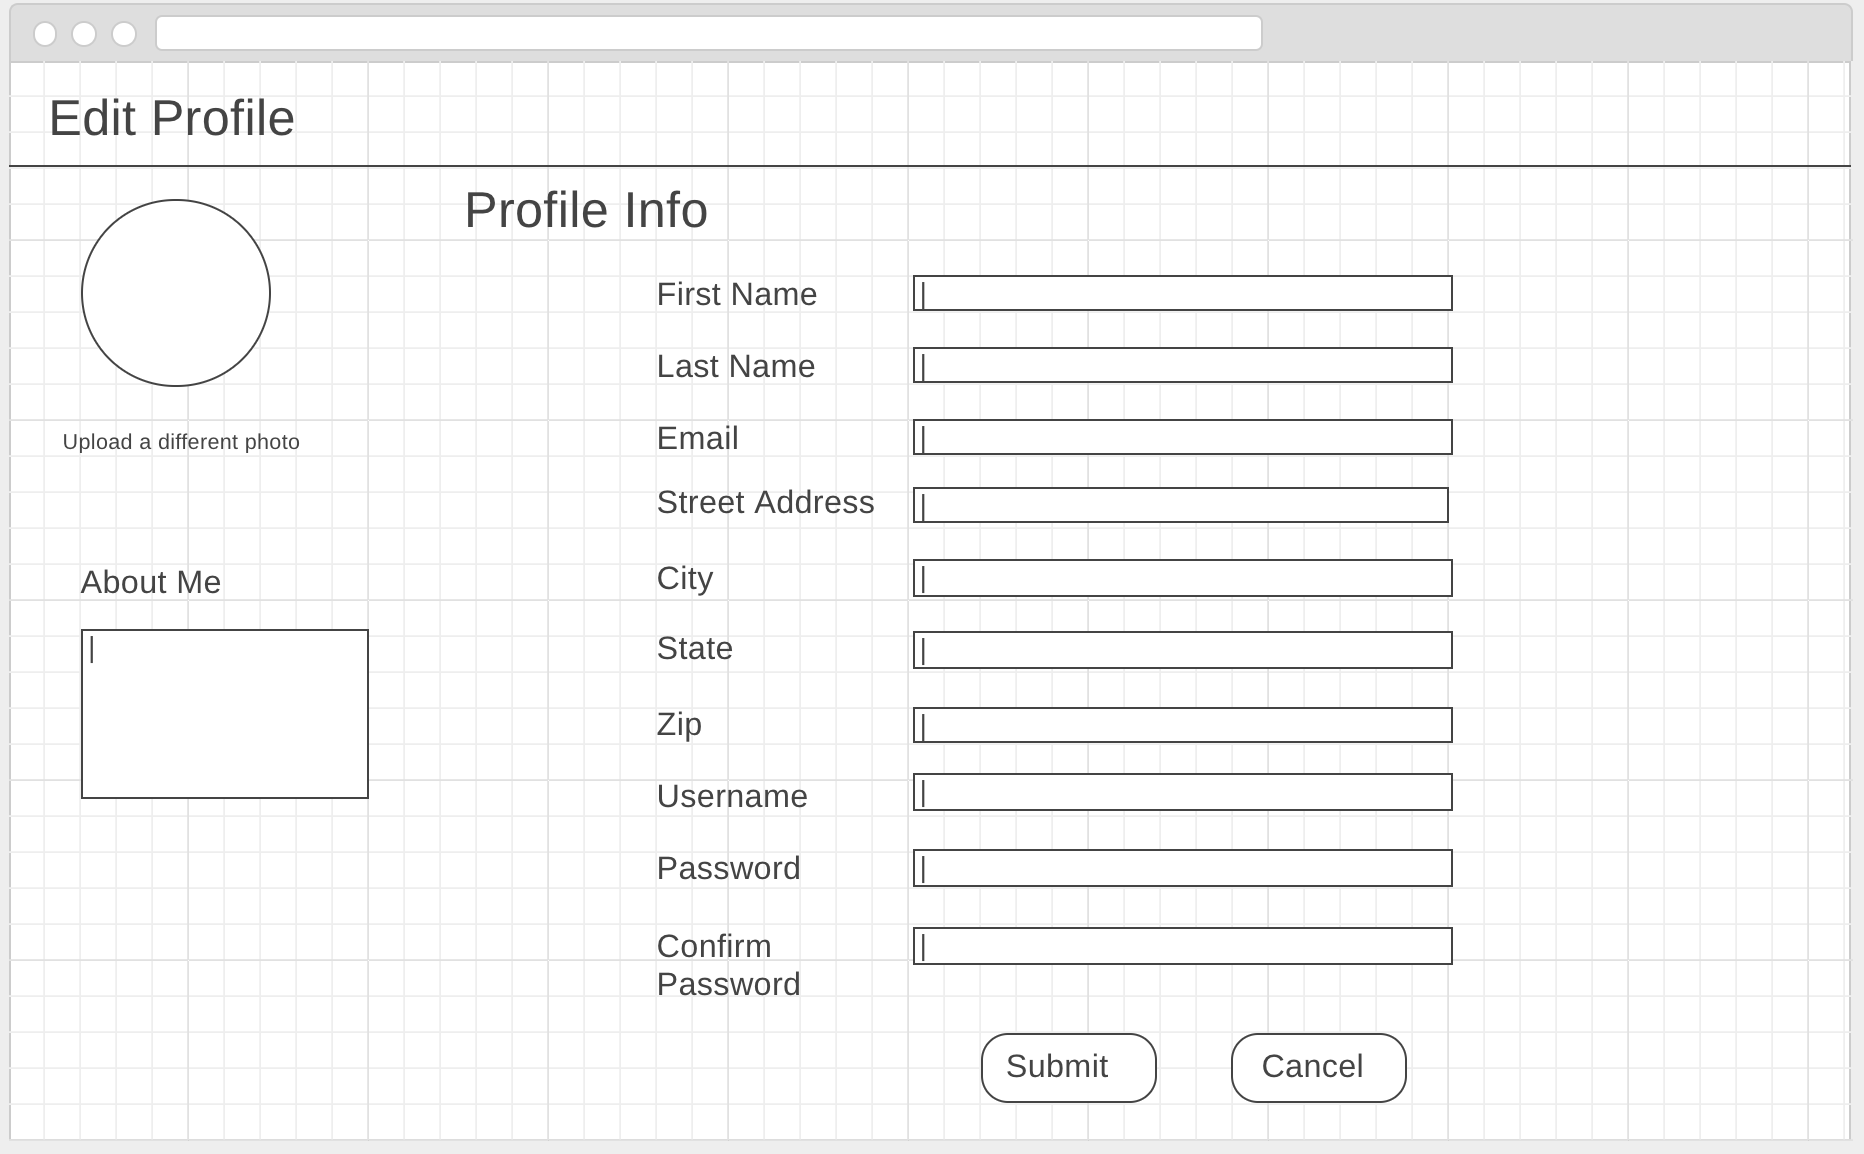 Edit Profile
Profile Info
Upload a different photo
About Me
First Name
Last Name
Email
Street Address
City
State
Zip
Username
Password
Confirm
Password
Submit
Cancel